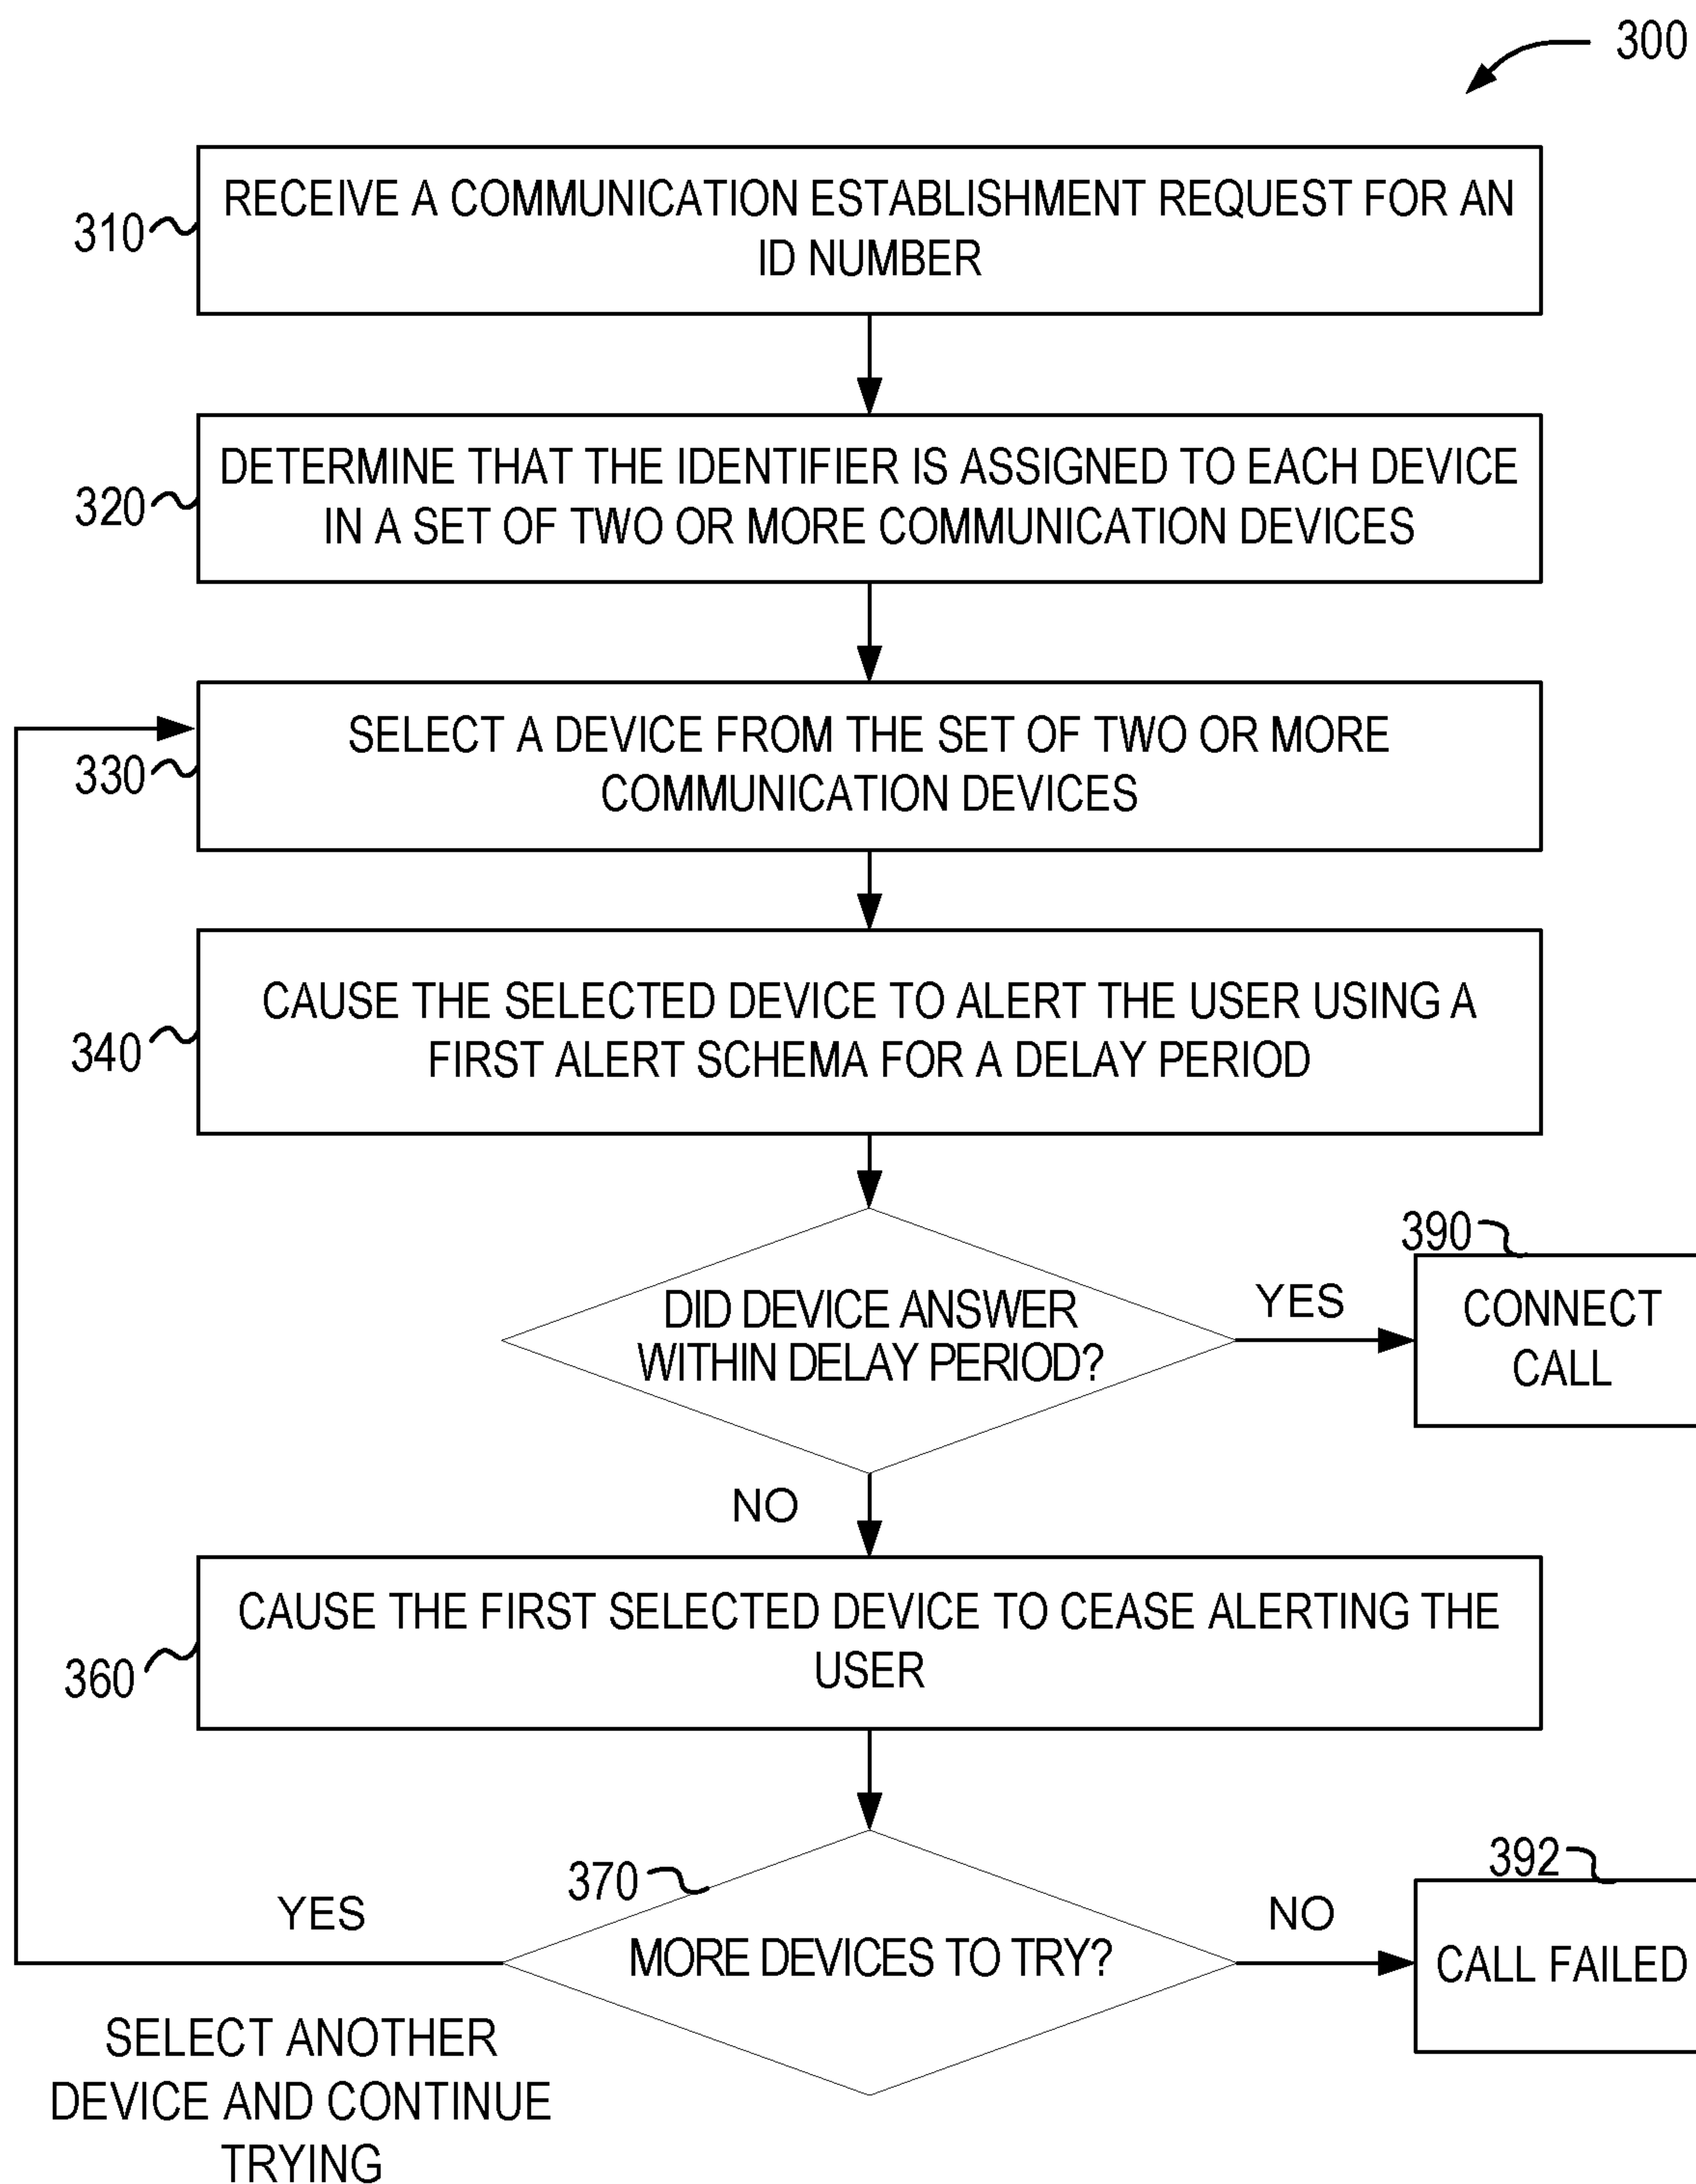 300
310
RECEIVE A COMMUNICATION ESTABLISHMENT REQUEST FOR AN
ID NUMBER
320
DETERMINE THAT THE IDENTIFIER IS ASSIGNED TO EACH DEVICE
IN A SET OF TWO OR MORE COMMUNICATION DEVICES
330
SELECT A DEVICE FROM THE SET OF TWO OR MORE
COMMUNICATION DEVICES
340
CAUSE THE SELECTED DEVICE TO ALERT THE USER USING A
FIRST ALERT SCHEMA FOR A DELAY PERIOD
DID DEVICE ANSWER
WITHIN DELAY PERIOD?
YES
390
CONNECT
CALL
NO
360
CAUSE THE FIRST SELECTED DEVICE TO CEASE ALERTING THE
USER
370
MORE DEVICES TO TRY?
NO
392
CALL FAILED
YES
SELECT ANOTHER
DEVICE AND CONTINUE
TRYING